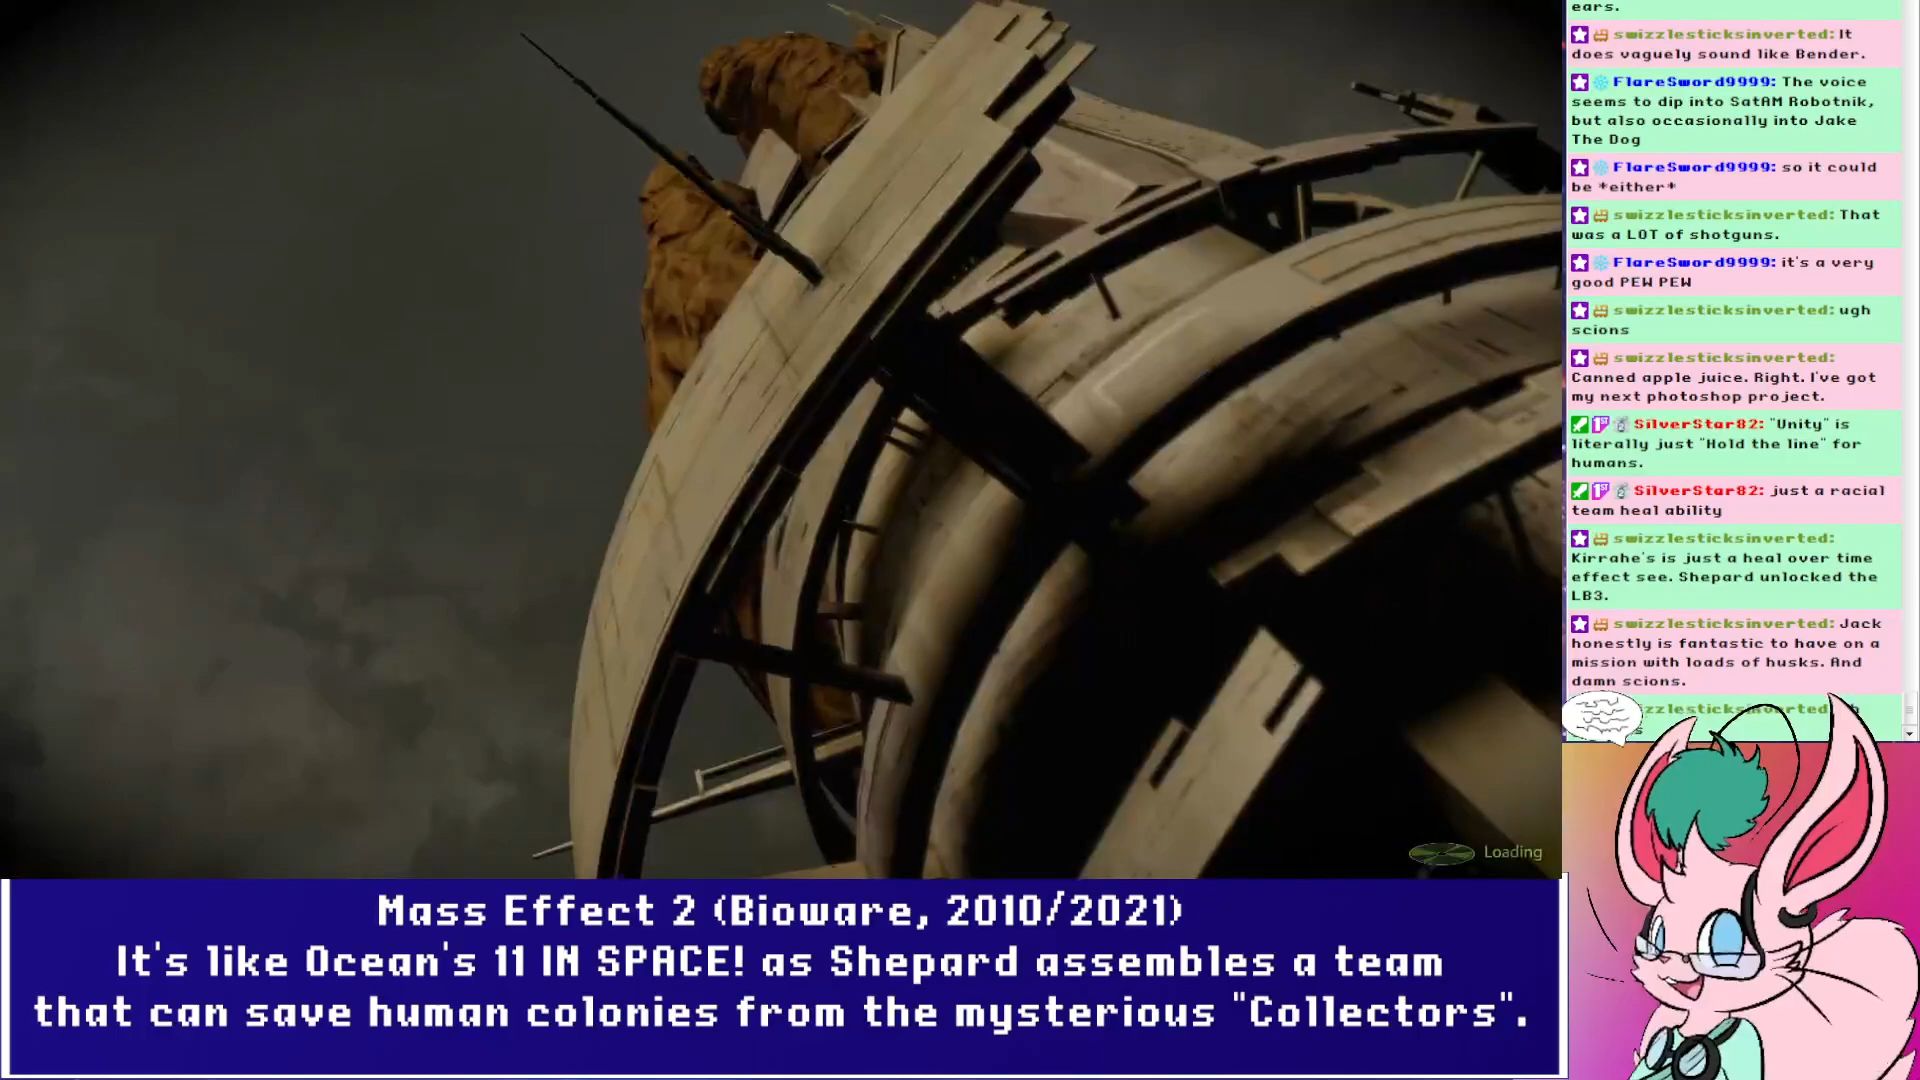 ears.
swizzlesticksinverted: It
does vaguely sound like Bender.
FlareSword9999: The voice
seems to dip into SatAM Robotnik,
but also occasionally into Jake
The Dog
FlareSword9999: so it could
be *either*
swizzlesticksinverted: That
was a LOT of shotguns.
FlareSword9999: it's a very
good PEW PEW
swizzlesticksinverted: ugh
scions
swizzlesticksinverted:
Canned apple juice. Right. I've got
my next photoshop project.
1ST SilverStar82: "Unity" is
literally just "Hold the line" for
humans.
1ST SilverStar82: just a racial
team heal ability
swizzlesticksinverted:
Kirrahe's is just a heal over time
effect see. Shepard unlocked the
LB3.
swizzlesticksinverted: Jack
honestly is fantastic to have on a
mission with loads of husks. And
damn scions.
Loading
Mass Effect 2 (Bioware, 2010/2021)
It's like Ocean's 11 IN SPACE! as Shepard assembles a team
that can save human colonies from the mysterious "Collectors".